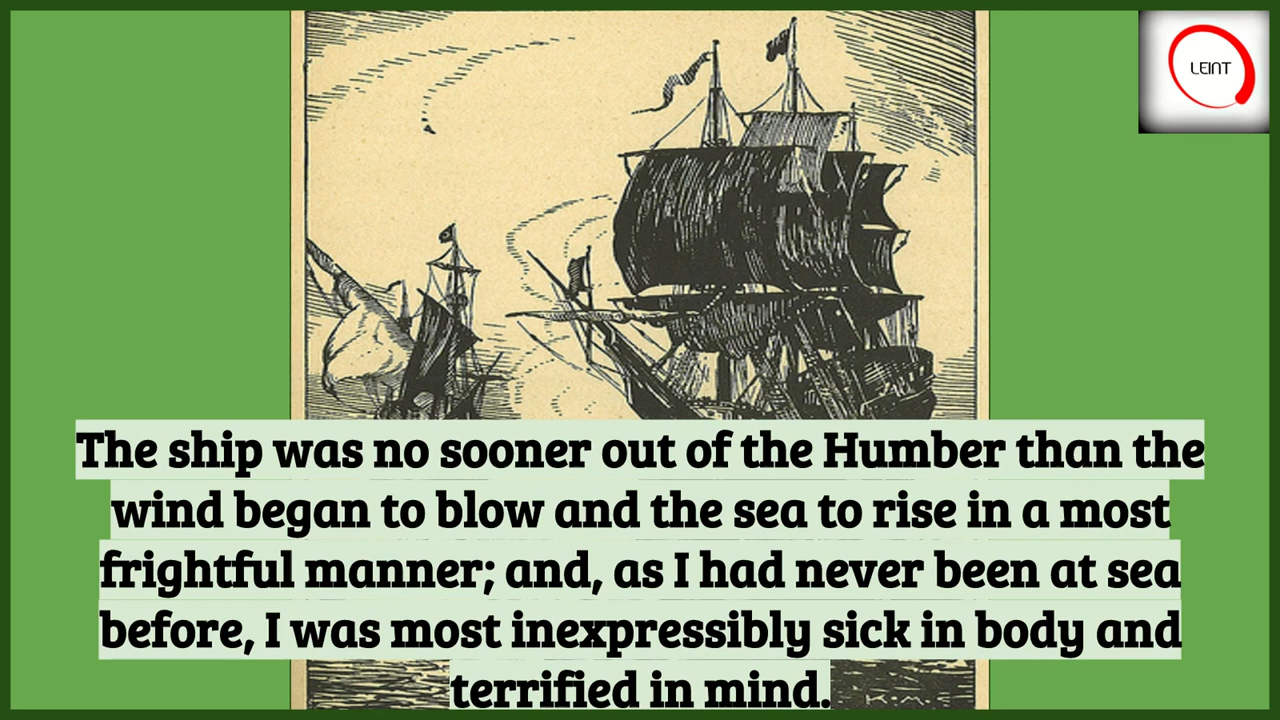 LEINT
The ship was no sooner out of the Humber than the
wind began to blow and the sea to rise in a most
frightful manner; and, as I had never been at sea
before, I was most inexpressibly sick in body and
terrified in mind.